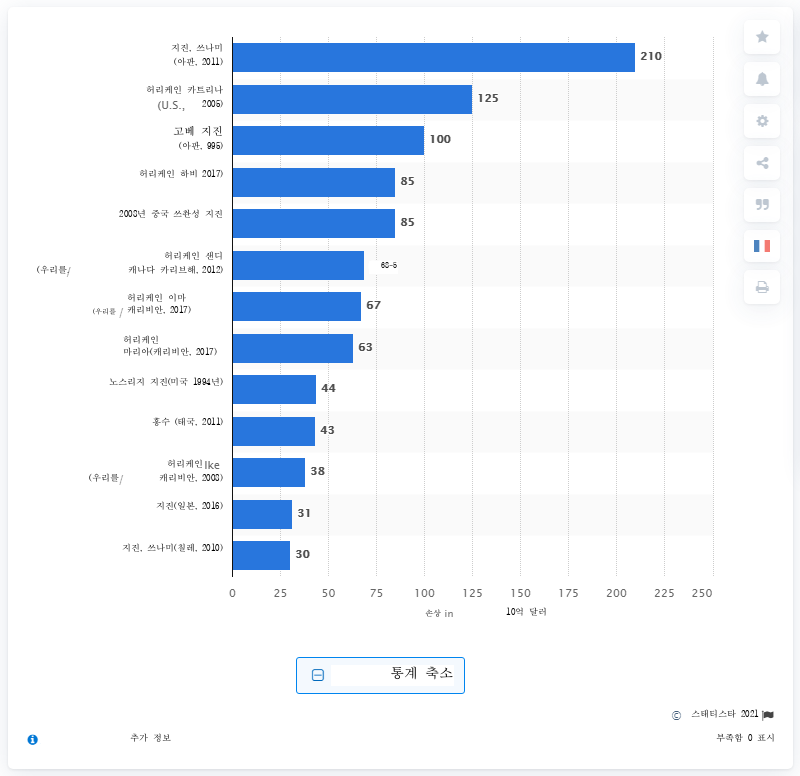 지진, 쓰나미
(아판, 2011)
210
허리케인 카트리나
(U.S., 2005)
125
고베 지진
(아판, 995)
100
허리케인 하비 2017)
85
2008년 중국 쓰촨성 지진
85
허리케인 샌디
(우리를/ 캐나다 카리브해, 2012)
68-5
허리케인 이마
(우리를 / 캐리비안, 2017)
67
허리케인
마리아(캐리비안, 2017)
63
노스리지 지진(미국 1994년)
44
홍수 (태국, 2011)
43
허리케인 Ike
(우리를/ 캐리비안, 2008)
38
지진(일본, 2016)
31
지진, 쓰나미(칠레, 2010)
30
0 25 50 75 100 125 150 175 200 225 250
손상 in 10억 달러
통계 축소
© 스태티스타 2021
추가 정보
부족함 0 표시